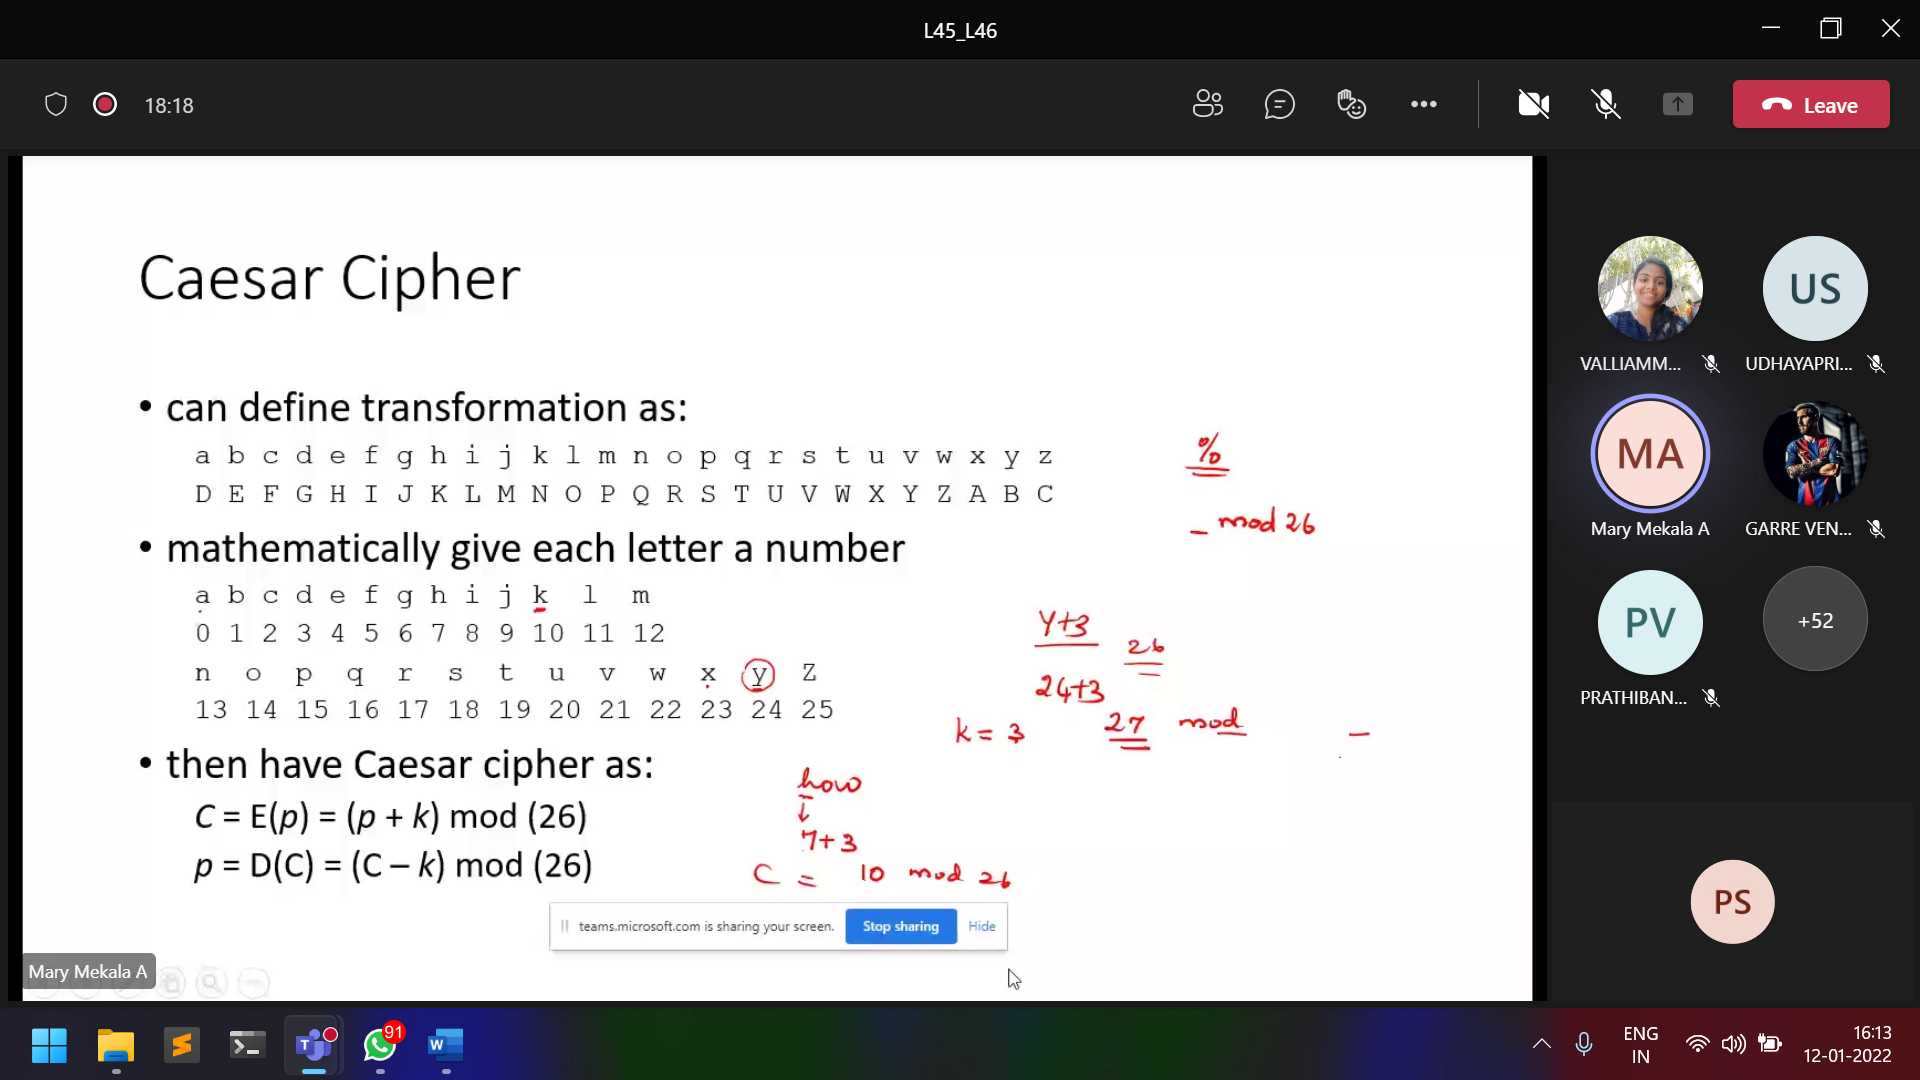 L45_L46
18:18
Leave
Caesar Cipher
• can define transformation as:
a b c d e f g h i j k l m n o p q r s t u v w x y z
D E F G H I J K L M N O P Q R S T U V W X Y Z A B C
%
– mod 26
• mathematically give each letter a number
a b c d e f g h i j k l m
0 1 2 3 4 5 6 7 8 9 10 11 12
n o p q r s t u v w x y Z
13 14 15 16 17 18 19 20 21 22 23 24 25
Y+3
26
24+3
k = 3 27 mod –
• then have Caesar cipher as:
C = E(p) = (p + k) mod (26)
p = D(C) = (C – k) mod (26)
how
7+3
C = 10 mod 26
teams.microsoft.com is sharing your screen. Stop sharing Hide
Mary Mekala A
VALLIAMM...
US
UDHAYAPRI...
MA
Mary Mekala A
GARRE VEN...
PV
PRATHIBAN...
+52
PS
T
91
W
ENG
IN
16:13
12-01-2022